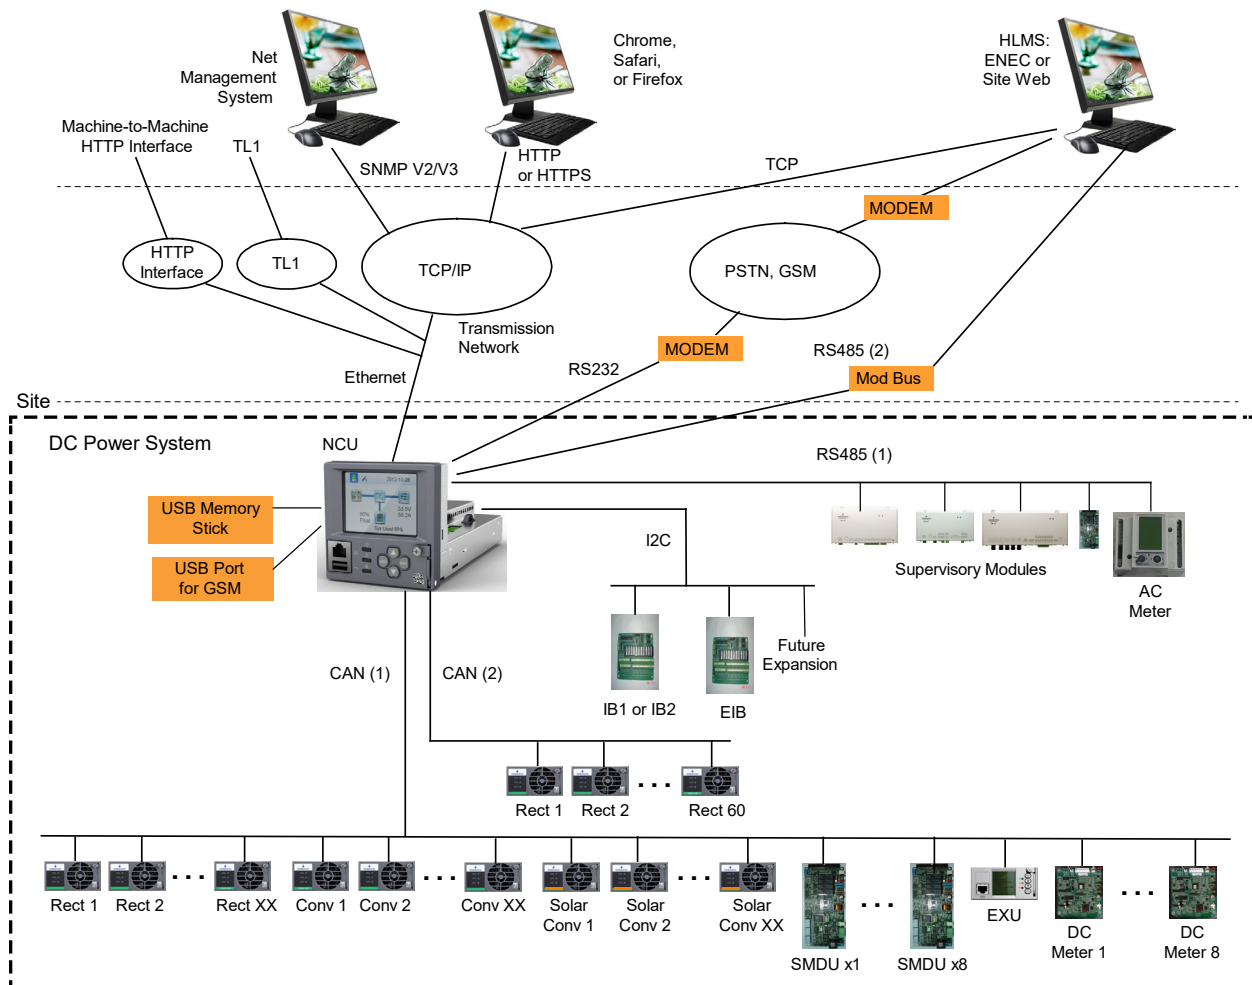 Net
Management
System
Chrome,
Safari,
or Firefox
HLMS:
ENEC or
Site Web
Machine-to-Machine
HTTP Interface
TL1
SNMP V2/V3
HTTP
or HTTPS
TCP
MODEM
HTTP
Interface
TL1
TCP/IP
PSTN, GSM
Transmission
Network
MODEM
RS485 (2)
Ethernet
RS232
Mod Bus
Site
DC Power System
NCU
RS485 (1)
USB Memory
Stick
USB Port
for GSM
I2C
Supervisory Modules
AC
Meter
Future
Expansion
CAN (1)
CAN (2)
IB1 or IB2
EIB
Rect 1
Rect 2
. . .
Rect 60
Rect 1
Rect 2
. . .
Rect XX
Conv 1
Conv 2
. . .
Conv XX
Solar
Conv 1
Solar
Conv 2
. . .
Solar
Conv XX
SMDU x1
. . .
SMDU x8
EXU
DC
Meter 1
. . .
DC
Meter 8